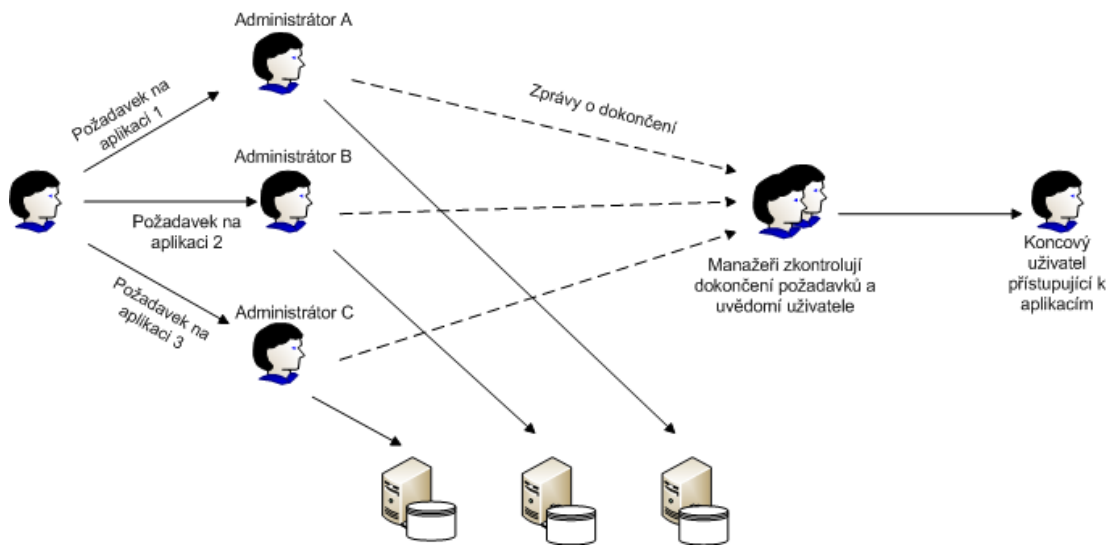 Administrátor A
Požadavek na
aplikaci 1
Zprávy o dokončení
Administrátor B
Požadavek na
aplikaci 2
Manažeři zkontrolují
dokončení požadavků a
uvědomí uživatele
Koncový
uživatel
přístupující k
aplikacím
Administrátor C
Požadavek na
aplikaci 3